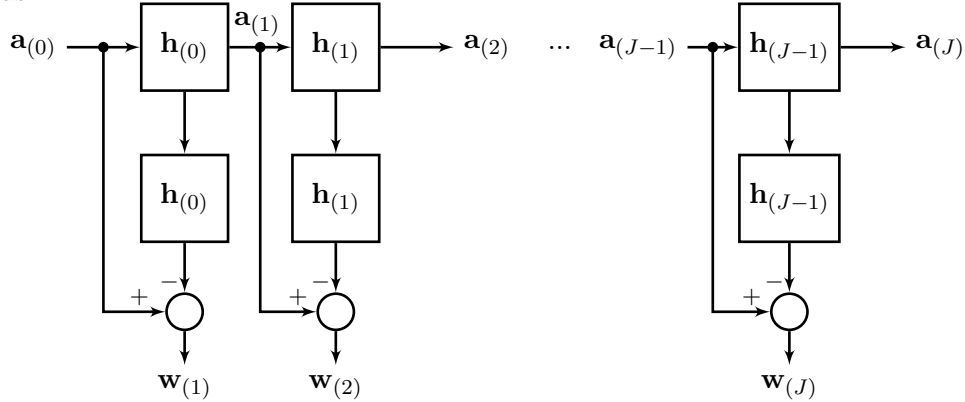 a(1)
a(0) h(0) h(1) a(2) ... a(J−1) h(J−1) a(J)
h(0) h(1) h(J−1)
− − −
+ + +
w(1) w(2) w(J)